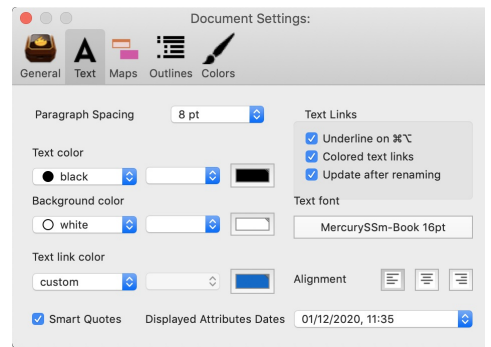 Document Settings:
General Text Maps Outlines Colors
Paragraph Spacing 8 pt
Text Links
Underline on ⌘⌥
Colored text links
Update after renaming
Text color
black
Background color
white
Text font
MercurySSm-Book 16pt
Text link color
custom
Alignment
Smart Quotes Displayed Attributes Dates 01/12/2020, 11:35